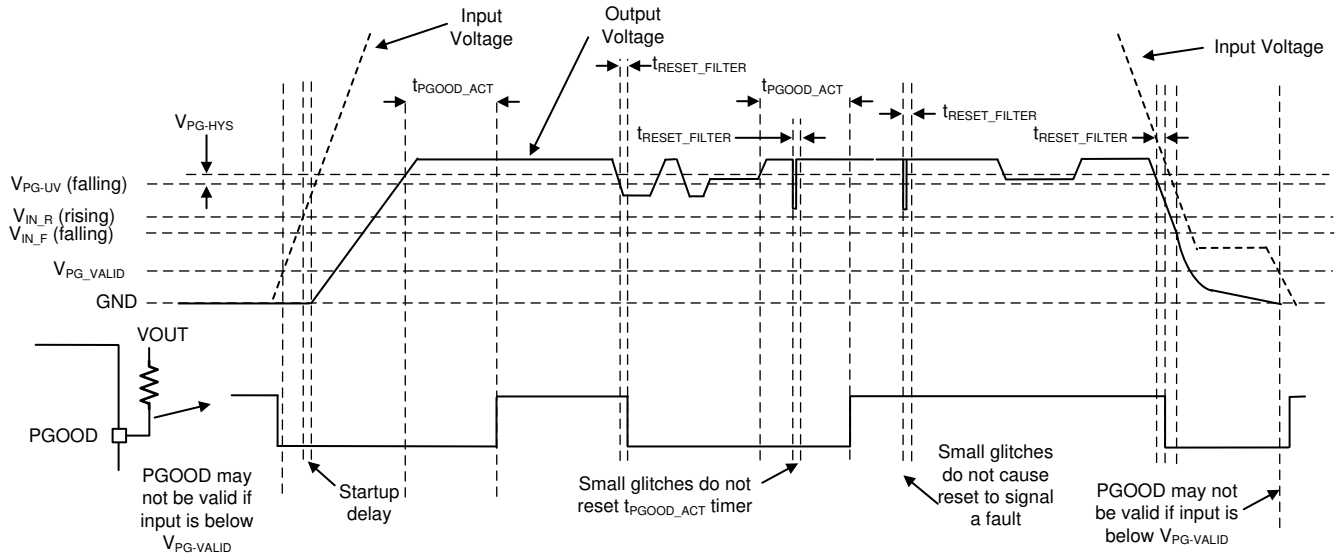 Input
Voltage
Output
Voltage
Input Voltage
tRESET_FILTER
tPGOOD_ACT
tPGOOD_ACT
tRESET_FILTER
VPG-HYS
tRESET_FILTER
tRESET_FILTER
VPG-UV (falling)
VIN_R (rising)
VIN_F (falling)
VPG_VALID
GND
VOUT
PGOOD
PGOOD may
not be valid if
input is below
VPG-VALID
Startup
delay
Small glitches do not
reset tPGOOD_ACT timer
Small glitches
do not cause
reset to signal
a fault
PGOOD may not
be valid if input is
below VPG-VALID